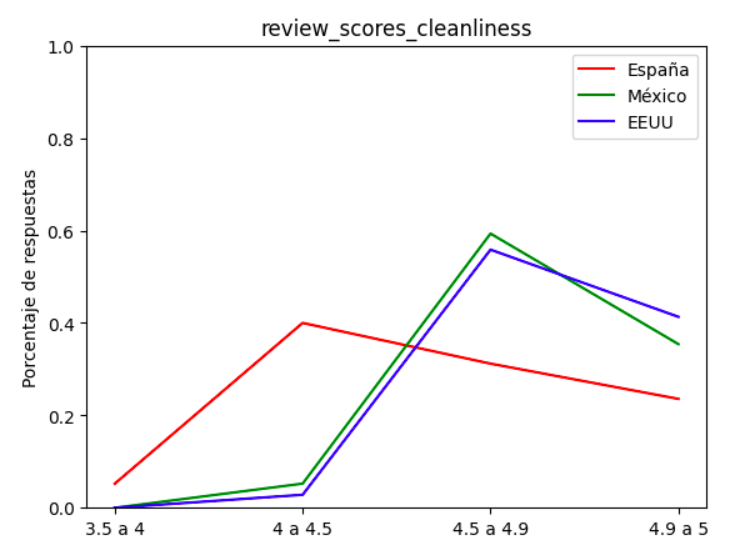 review_scores_cleanliness
España
México
EEUU
Porcentaje de respuestas
1.0
0.8
0.6
0.4
0.2
0.0
3.5 a 4
4 a 4.5
4.5 a 4.9
4.9 a 5